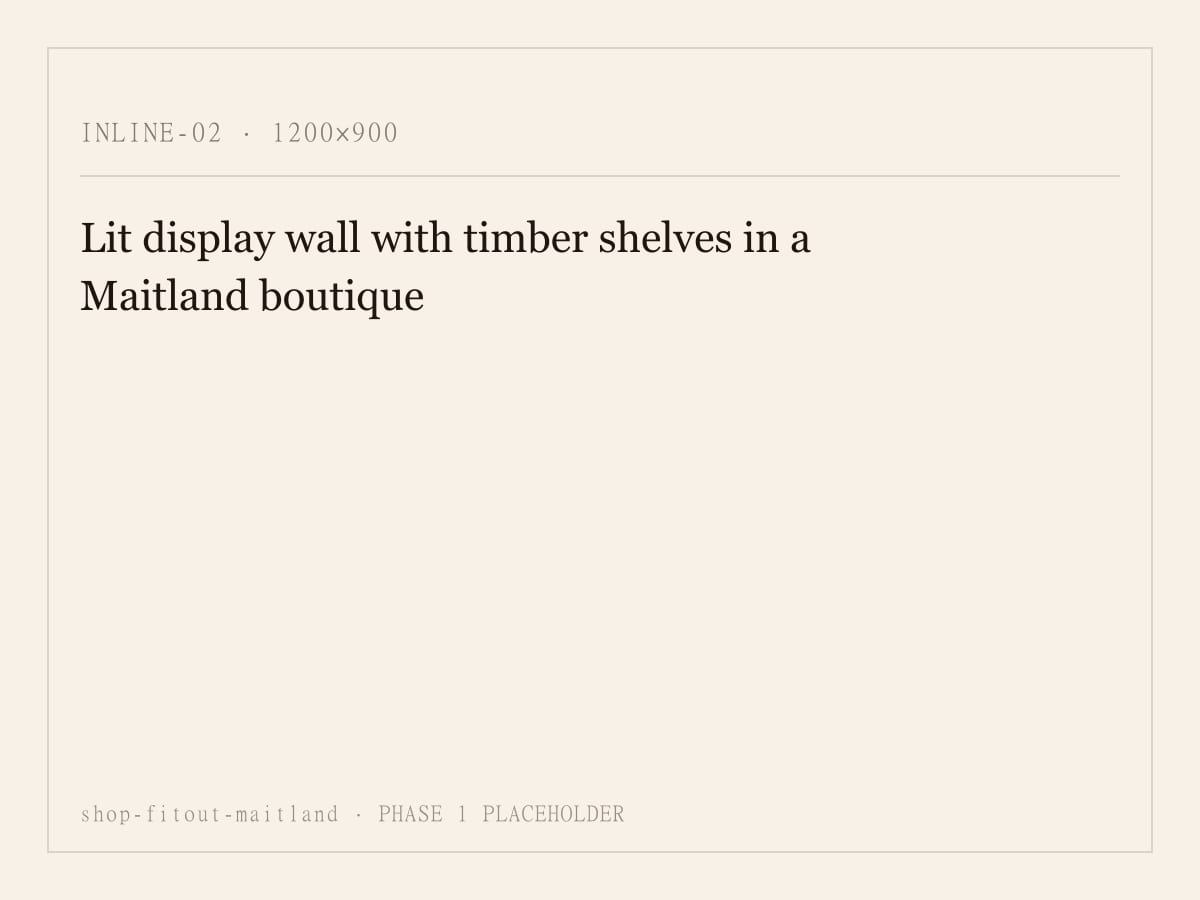 INLINE-02 · 1200×900
Lit display wall with timber shelves in a
Maitland boutique
shop-fitout-maitland · PHASE 1 PLACEHOLDER